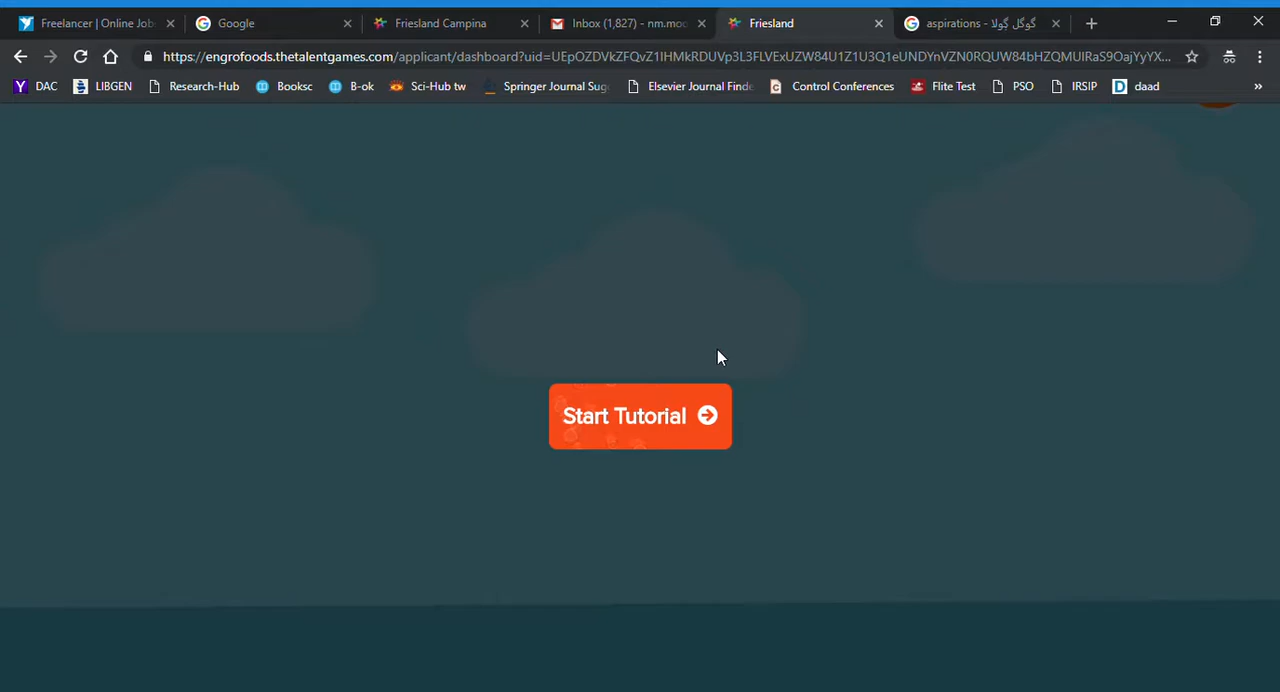 Freelancer | Online Job
Google
Friesland Campina
Inbox (1,827) - nm.moo
Friesland
aspirations - گوگل گولا
https://engrofoods.thetalentgames.com/applicant/dashboard?uid=UEpOZDVkZFQvZ1lHMkRDUVp3L3FLVExUZW84U1Z1U3Q1eUNDYnVZN0RQUW84bHZQMUlRaS9OajYyYX...
DAC
LIBGEN
Research-Hub
Booksc
B-ok
Sci-Hub tw
Springer Journal Sug
Elsevier Journal Finde
Control Conferences
Flite Test
PSO
IRSIP
daad
Start Tutorial